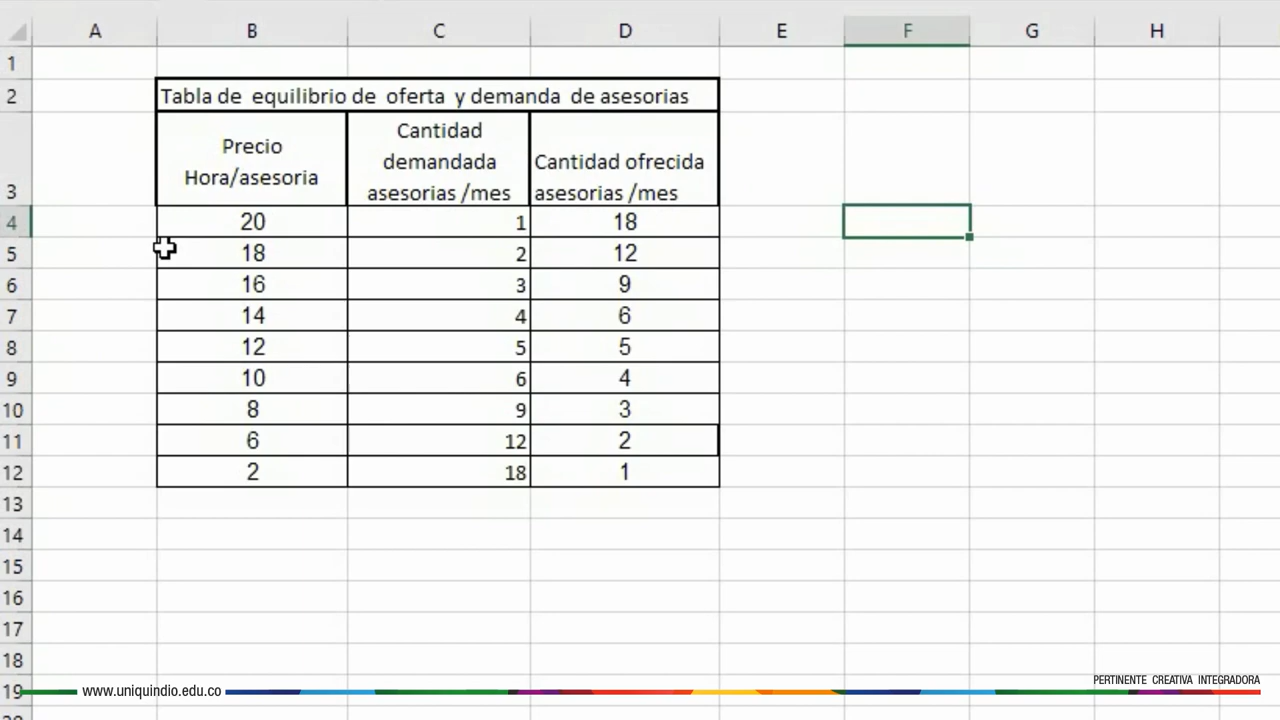 A B C D E F G H
1
2 Tabla de equilibrio de oferta y demanda de asesorias
Precio
Hora/asesoria
Cantidad
demandada
asesorias /mes
Cantidad ofrecida
asesorias /mes
3
4 20 1 18
5 18 2 12
6 16 3 9
7 14 4 6
8 12 5 5
9 10 6 4
10 8 9 3
11 6 12 2
12 2 18 1
13
14
15
16
17
18
PERTINENTE CREATIVA INTEGRADORA
19 www.uniquindio.edu.co